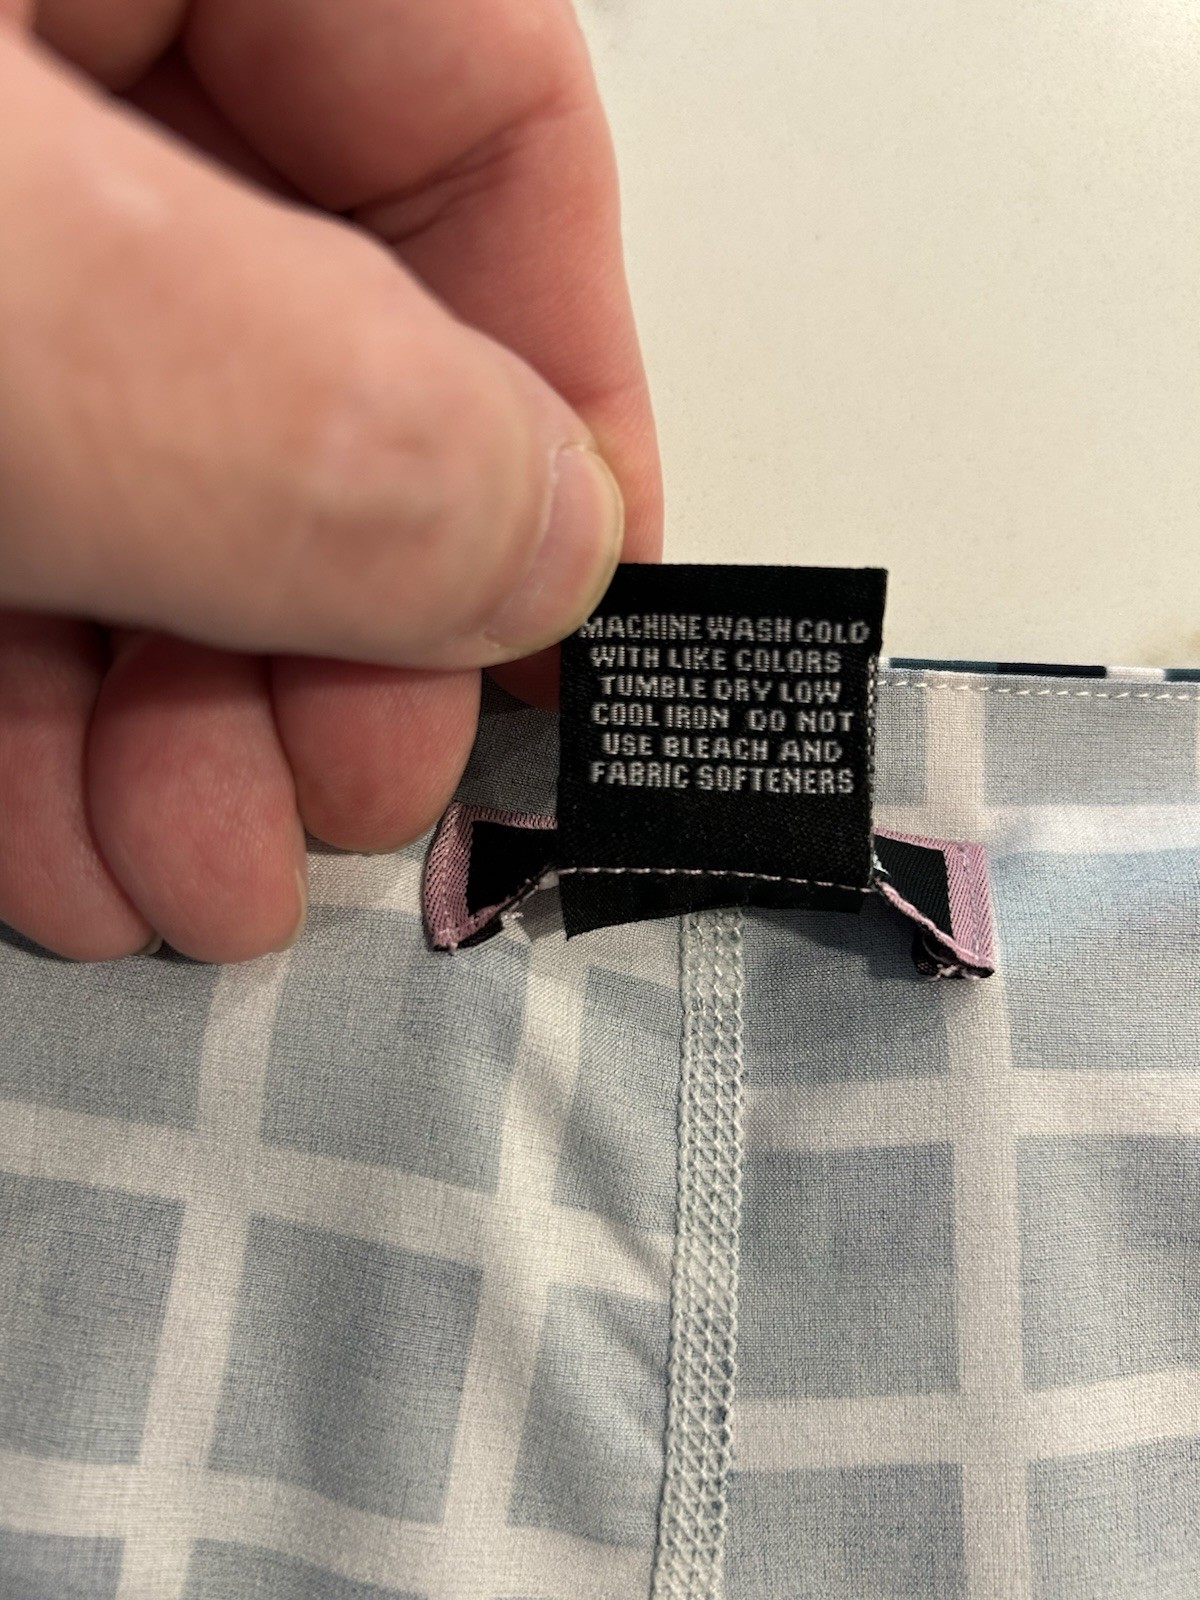 MACHINE WASH COLD
WITH LIKE COLORS
TUMBLE DRY LOW
COOL IRON DO NOT
USE BLEACH AND
FABRIC SOFTENERS